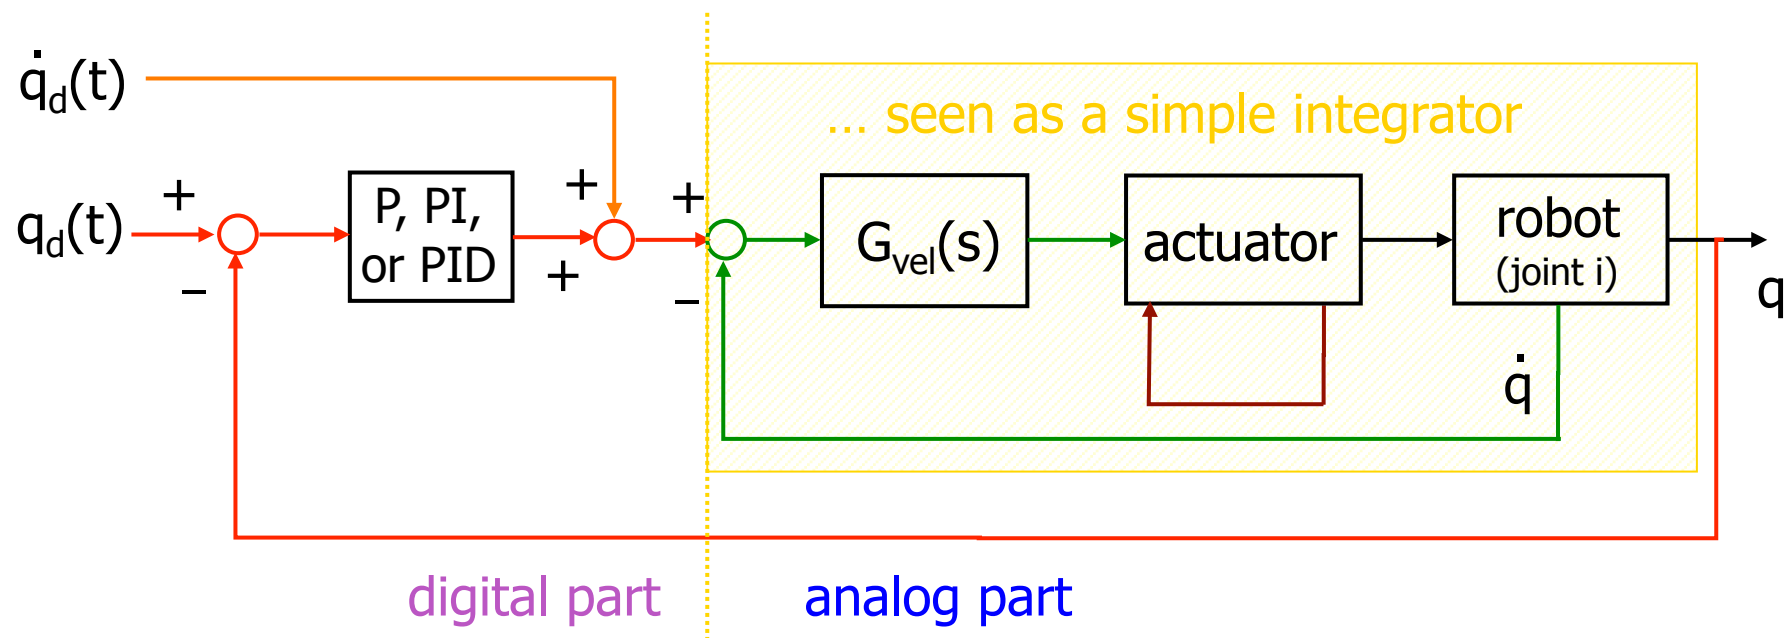 q̇d(t)
... seen as a simple integrator
+
+
+
qd(t)
P, PI,
or PID
Gvel(s)
actuator
robot
(joint i)
−
+
−
q
q̇
digital part
analog part